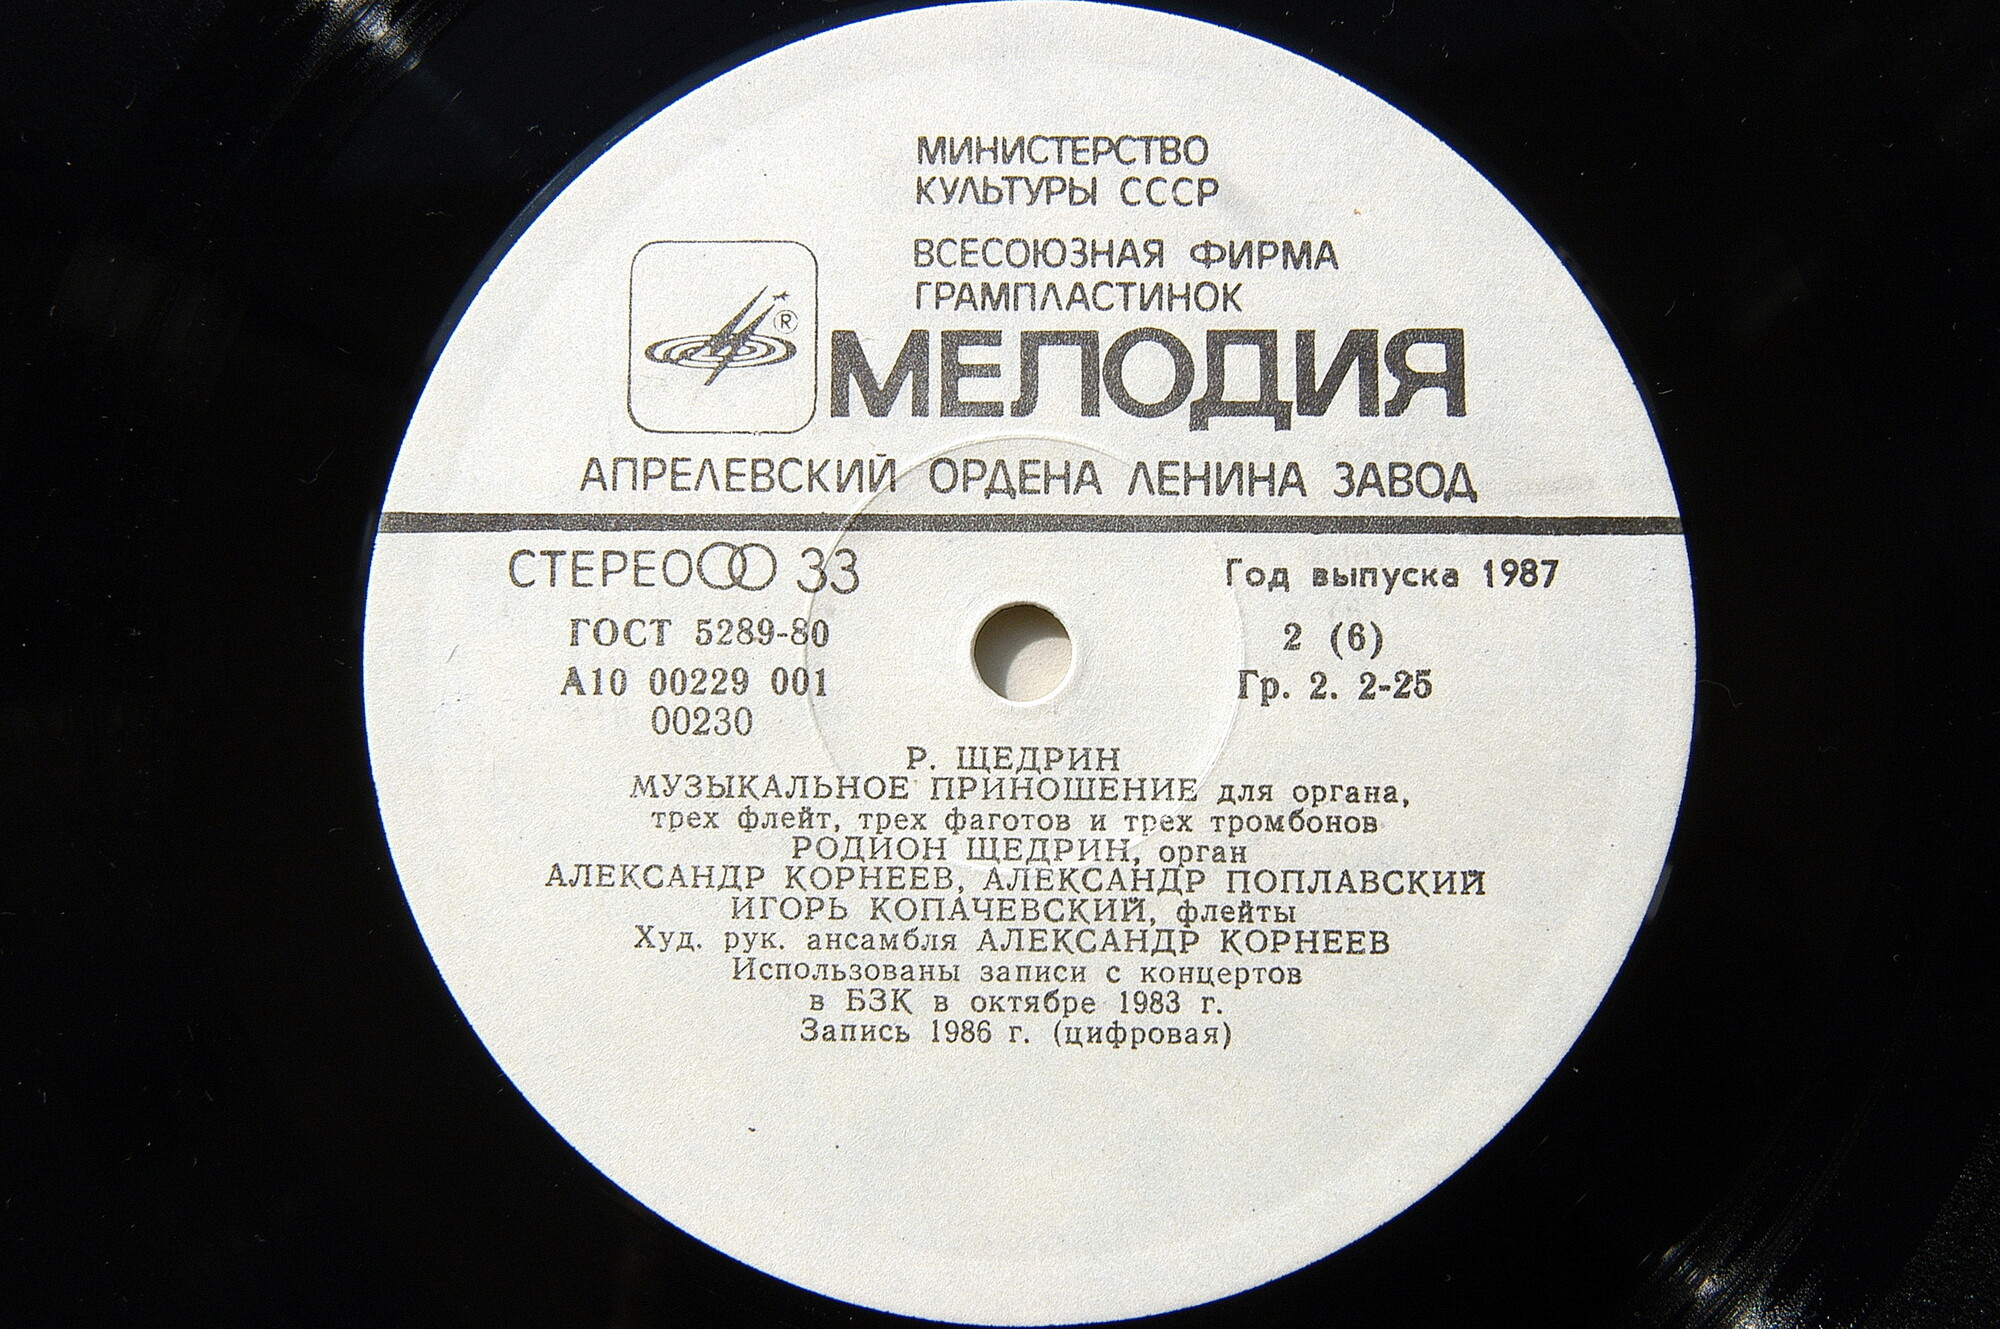 МИНИСТЕРСТВО
КУЛЬТУРЫ СССР
ВСЕСОЮЗНАЯ ФИРМА
ГРАМПЛАСТИНОК
®
МЕЛОДИЯ
АПРЕЛЕВСКИЙ ОРДЕНА ЛЕНИНА ЗАВОД
СТЕРЕО 33
Год выпуска 1987
ГОСТ 5289-80
2 (6)
А10 00229 001
Гр. 2. 2-25
00230
Р. ЩЕДРИН
МУЗЫКАЛЬНОЕ ПРИНОШЕНИЕ для органа,
трех флейт, трех фаготов и трех тромбонов
РОДИОН ЩЕДРИН, орган
АЛЕКСАНДР КОРНЕЕВ, АЛЕКСАНДР ПОПЛАВСКИЙ
ИГОРЬ КОПАЧЕВСКИЙ, флейты
Худ. рук. ансамбля АЛЕКСАНДР КОРНЕЕВ
Использованы записи с концертов
в БЗК в октябре 1983 г.
Запись 1986 г. (цифровая)